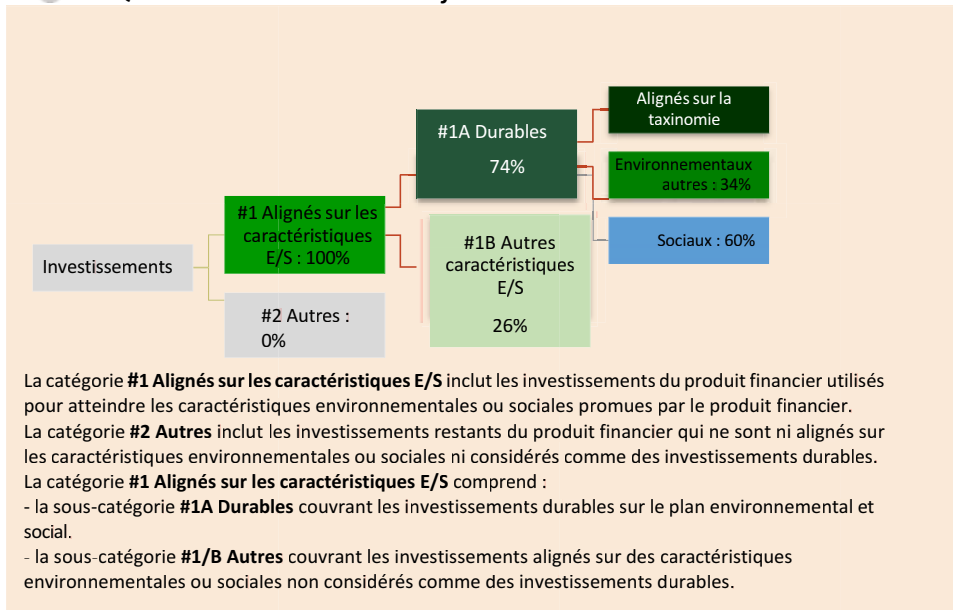 Investissements
#1 Alignés sur les
caractéristiques
E/S : 100%
#2 Autres :
0%
#1A Durables
74%
#1B Autres
caractéristiques
E/S
26%
Alignés sur la
taxinomie
Environnementaux
autres : 34%
Sociaux : 60%
La catégorie #1 Alignés sur les caractéristiques E/S inclut les investissements du produit financier utilisés
pour atteindre les caractéristiques environnementales ou sociales promues par le produit financier.
La catégorie #2 Autres inclut les investissements restants du produit financier qui ne sont ni alignés sur
les caractéristiques environnementales ou sociales ni considérés comme des investissements durables.
La catégorie #1 Alignés sur les caractéristiques E/S comprend :
- la sous-catégorie #1A Durables couvrant les investissements durables sur le plan environnemental et
social.
- la sous-catégorie #1/B Autres couvrant les investissements alignés sur des caractéristiques
environnementales ou sociales non considérés comme des investissements durables.